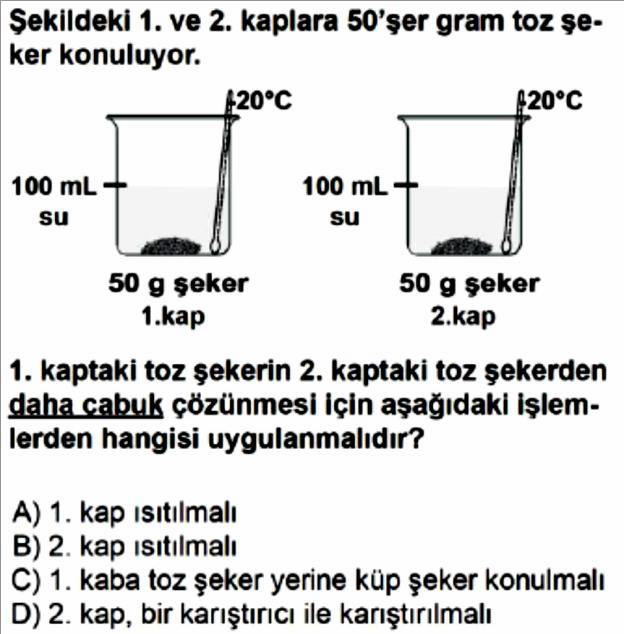 Şekildeki 1. ve 2. kaplara 50'şer gram toz şe-
ker konuluyor.
20°C
20°C
100 mL
su
100 mL
su
50 g şeker
1.kap
50 g şeker
2.kap
1. kaptaki toz şekerin 2. kaptaki toz şekerden
daha çabuk çözünmesi için aşağıdaki işlem-
lerden hangisi uygulanmalıdır?
A) 1. kap ısıtılmalı
B) 2. kap ısıtılmalı
C) 1. kaba toz şeker yerine küp şeker konulmalı
D) 2. kap, bir karıştırıcı ile karıştırılmalı